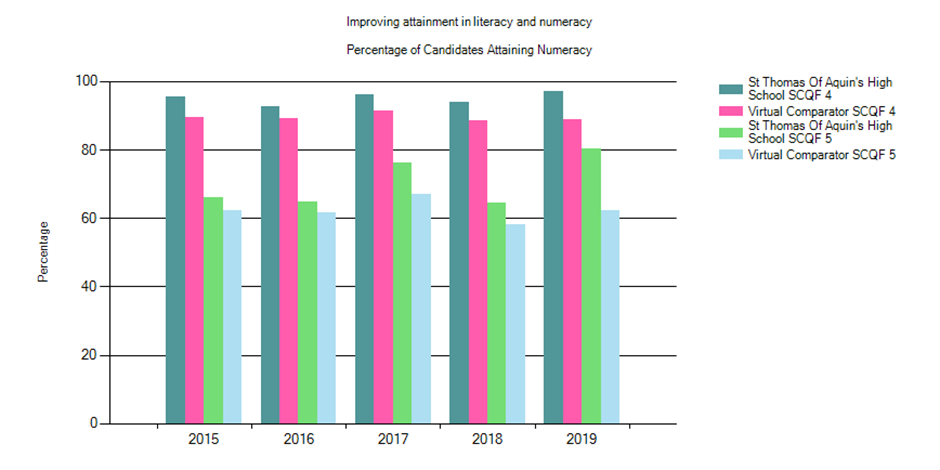 Improving attainment in literacy and numeracy
Percentage of Candidates Attaining Numeracy
100
80
60
40
20
0
Percentage
2015 2016 2017 2018 2019
St Thomas Of Aquin's High
School SCQF 4
Virtual Comparator SCQF 4
St Thomas Of Aquin's High
School SCQF 5
Virtual Comparator SCQF 5